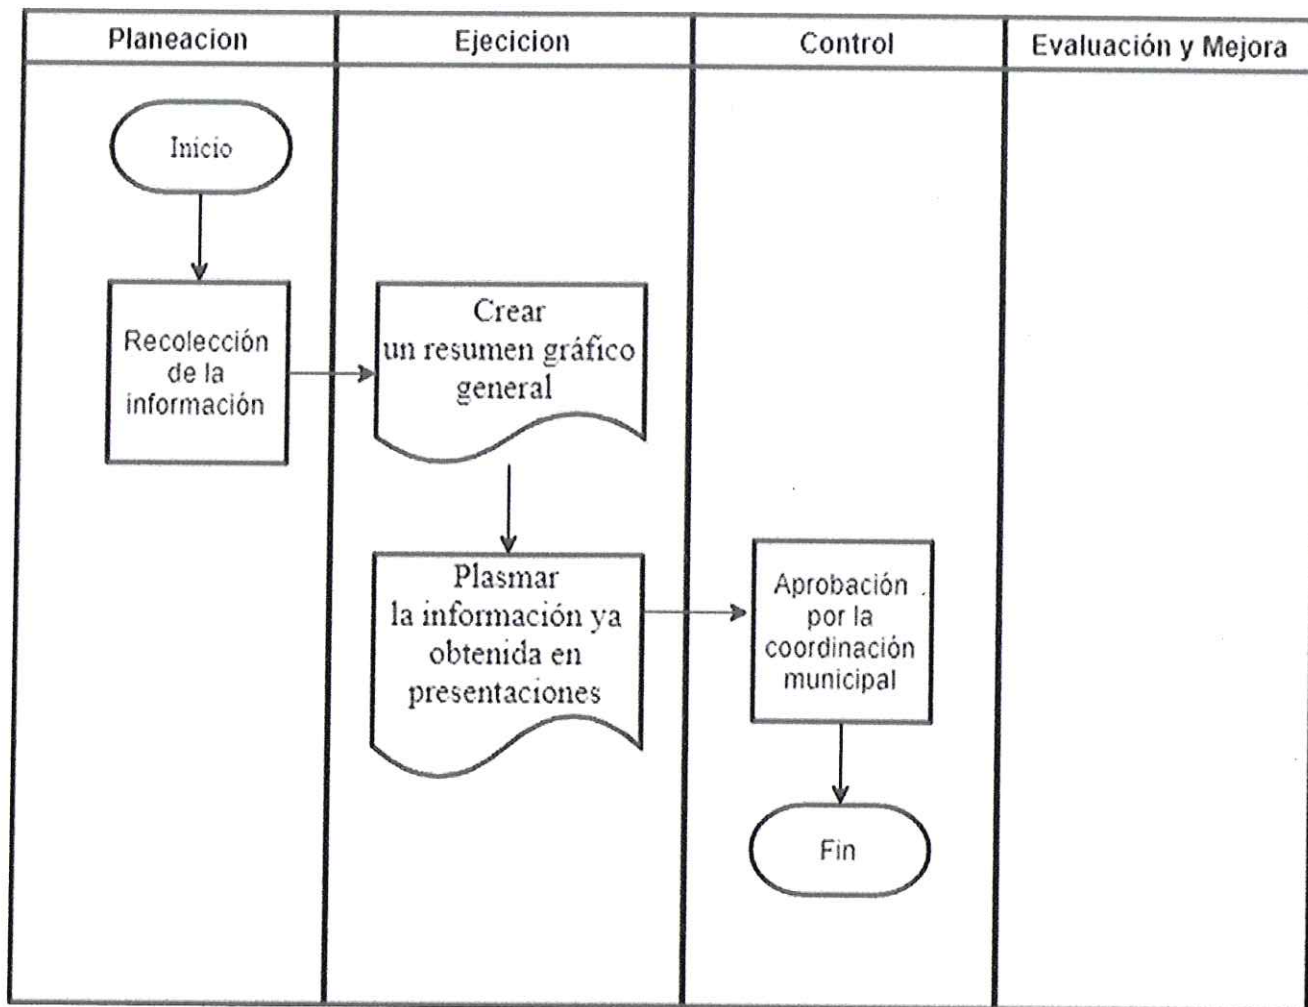 Planeacion
Ejecicion
Control
Evaluación y Mejora
Inicio
Recolección
de la
información
Crear
un resumen gráfico
general
Plasmar
la información ya
obtenida en
presentaciones
Aprobación
por la
coordinación
municipal
Fin